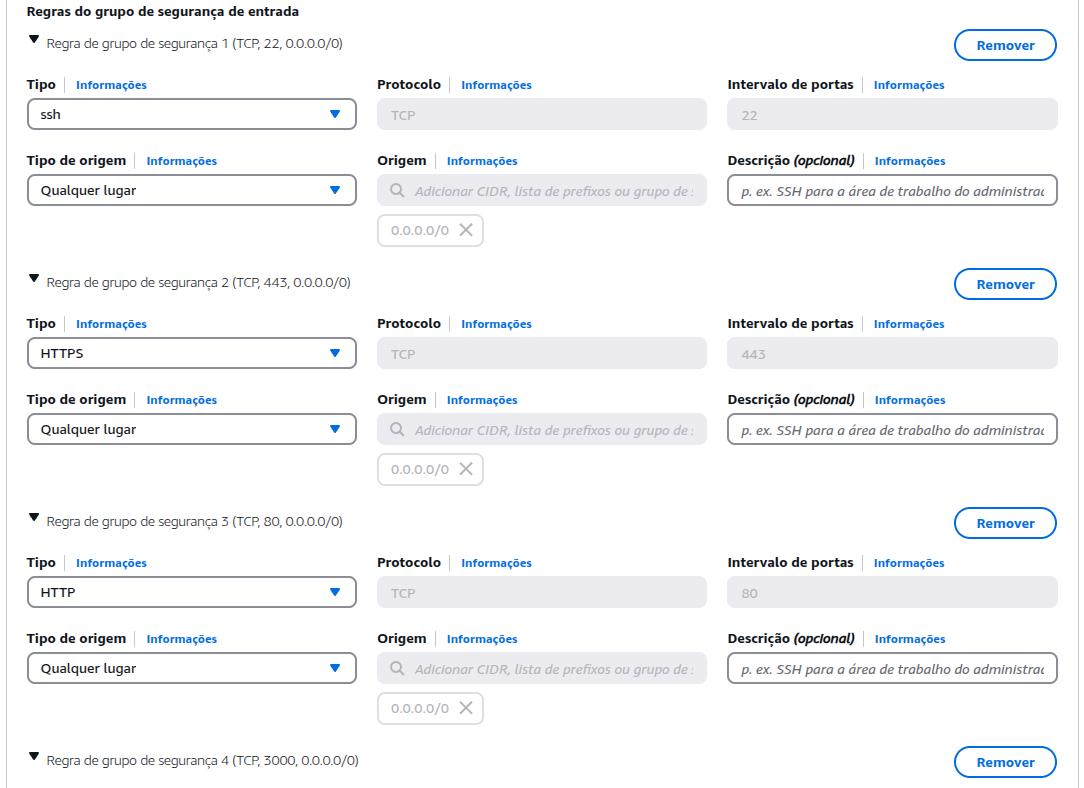 Regras do grupo de segurança de entrada
Regra de grupo de segurança 1 (TCP, 22, 0.0.0.0/0) Remover
Tipo Informações Protocolo Informações Intervalo de portas Informações
ssh TCP 22
Tipo de origem Informações Origem Informações Descrição (opcional) Informações
Qualquer lugar Adicionar CIDR, lista de prefixos ou grupo de p. ex. SSH para a área de trabalho do
0.0.0.0/0
Regra de grupo de segurança 2 (TCP, 443, 0.0.0.0/0) Remover
Tipo Informações Protocolo Informações Intervalo de portas Informações
HTTPS TCP 443
Tipo de origem Informações Origem Informações Descrição (opcional) Informações
Qualquer lugar Adicionar CIDR, lista de prefixos ou grupo de p. ex. SSH para a área de trabalho do
0.0.0.0/0
Regra de grupo de segurança 3 (TCP, 80, 0.0.0.0/0) Remover
Tipo Informações Protocolo Informações Intervalo de portas Informações
HTTP TCP 80
Tipo de origem Informações Origem Informações Descrição (opcional) Informações
Qualquer lugar Adicionar CIDR, lista de prefixos ou grupo de p. ex. SSH para a área de trabalho do
0.0.0.0/0
Regra de grupo de segurança 4 (TCP, 3000, 0.0.0.0/0) Remover